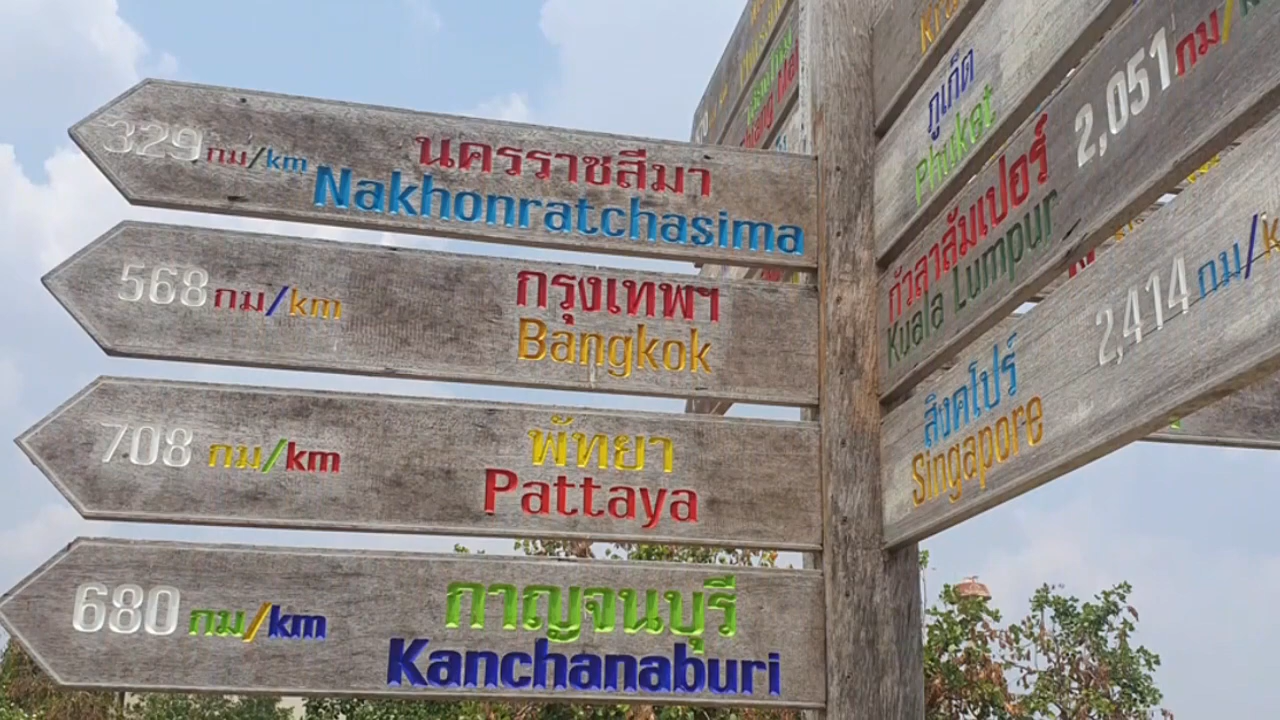 329 กม/km นครราชสีมา
Nakhonratchasima
568 กม/km กรุงเทพฯ
Bangkok
708 กม/km พัทยา
Pattaya
680 กม/km กาญจนบุรี
Kanchanaburi
ภูเก็ต
Phuket
กัวลาลัมเปอร์ 2,051 กม/
Kuala Lumpur
สิงคโปร์ 2,414 กม/
Singapore